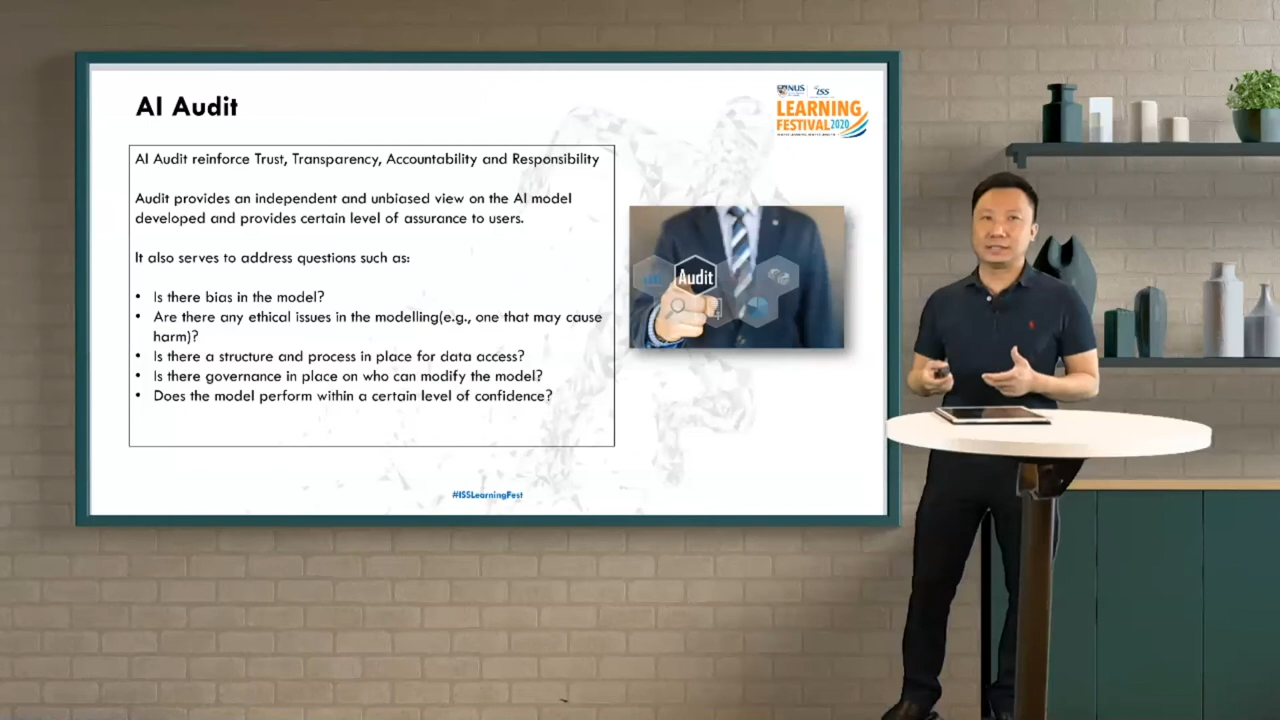 AI Audit
NUS
ISS
LEARNING
FESTIVAL 2020
AI Audit reinforce Trust, Transparency, Accountability and Responsibility
Audit provides an independent and unbiased view on the AI model
developed and provides certain level of assurance to users.
It also serves to address questions such as:
• Is there bias in the model?
• Are there any ethical issues in the modelling(e.g., one that may cause
harm)?
• Is there a structure and process in place for data access?
• Is there governance in place on who can modify the model?
• Does the model perform within a certain level of confidence?
Audit
#ISSLearningFest